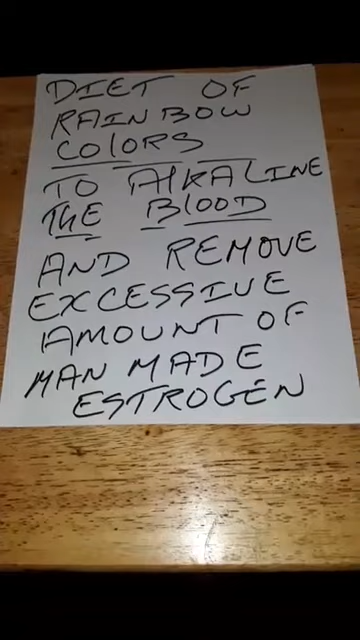 DIET OF
RAINBOW
COLORS
TO ALKALINE
THE BLOOD
AND REMOVE
EXCESSIVE
AMOUNT OF
MAN MADE
ESTROGEN